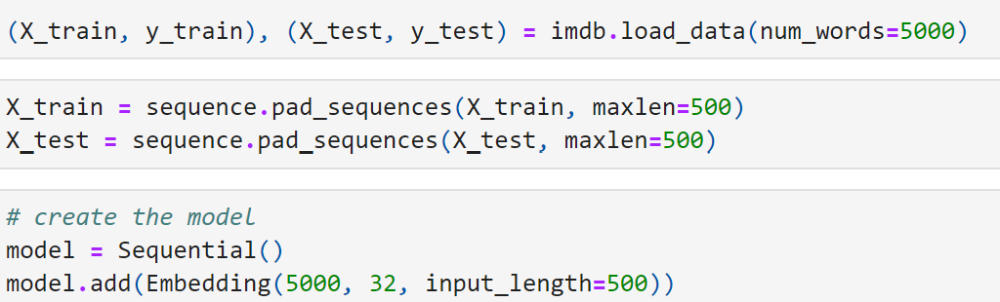 (X_train, y_train), (X_test, y_test) = imdb.load_data(num_words=5000)
X_train = sequence.pad_sequences(X_train, maxlen=500)
X_test = sequence.pad_sequences(X_test, maxlen=500)
# create the model
model = Sequential()
model.add(Embedding(5000, 32, input_length=500))